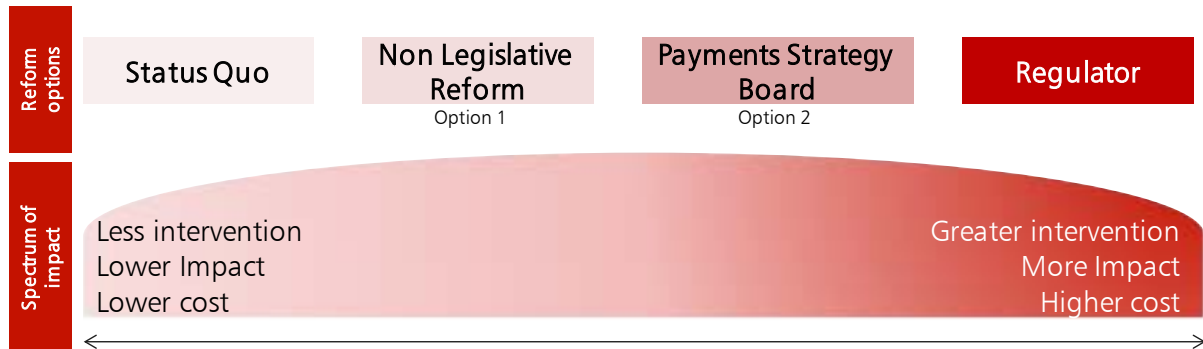 Reform
options
Status Quo
Non Legislative
Reform
Option 1
Payments Strategy
Board
Option 2
Regulator
Spectrum of
impact
Less intervention
Lower Impact
Lower cost
Greater intervention
More Impact
Higher cost